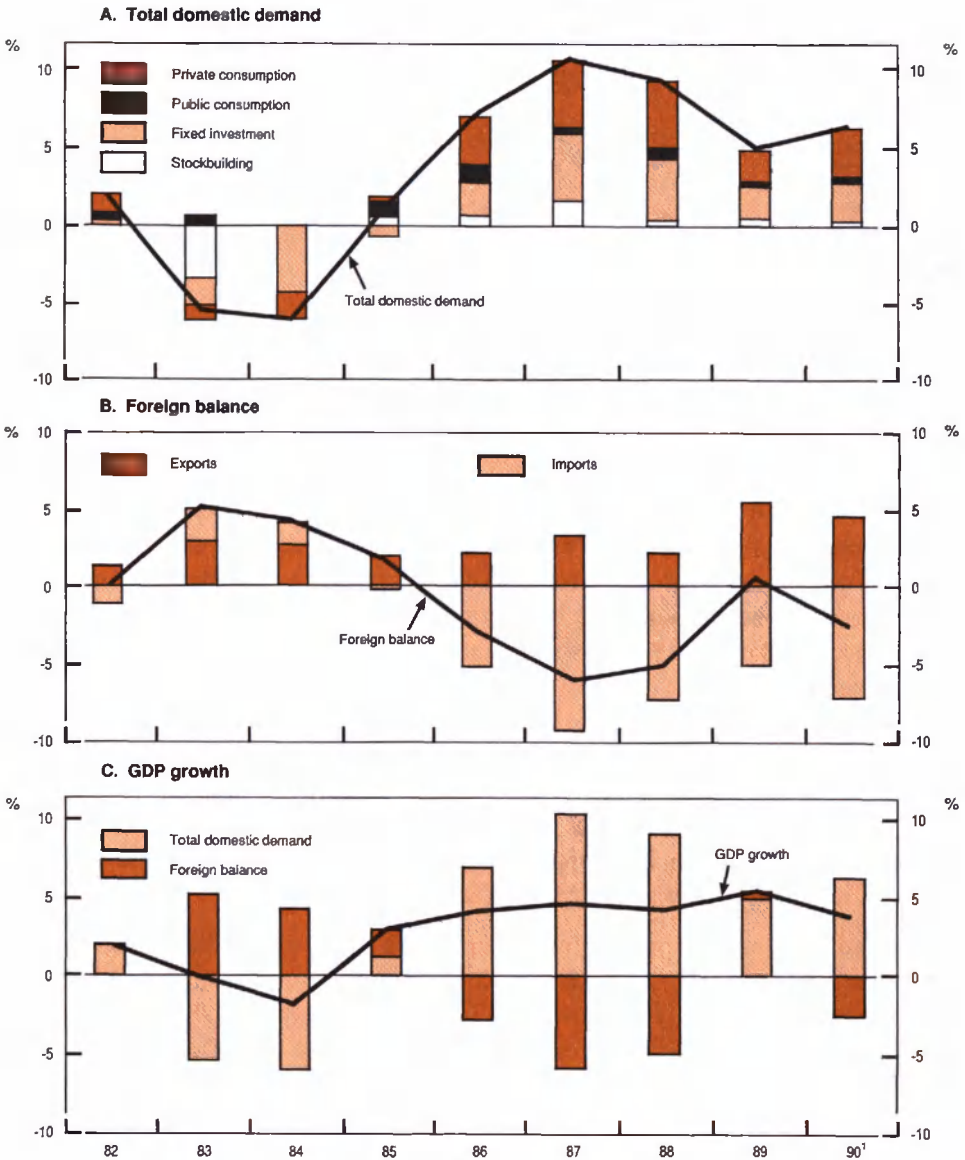 A. Total domestic demand
% %
10 10
Private consumption
Public consumption
5 5
Fixed investment
Stockbuilding
0 0
-5 Total domestic demand -5
-10 -10
B. Foreign balance
% 10 10 %
Exports Imports
5 5
0 0
Foreign balance
-5 -5
-10 -10
C. GDP growth
% %
10 10
Total domestic demand
GDP growth
Foreign balance
5 5
0 0
-5 -5
-10 -10
82 83 84 85 86 87 88 89 90¹